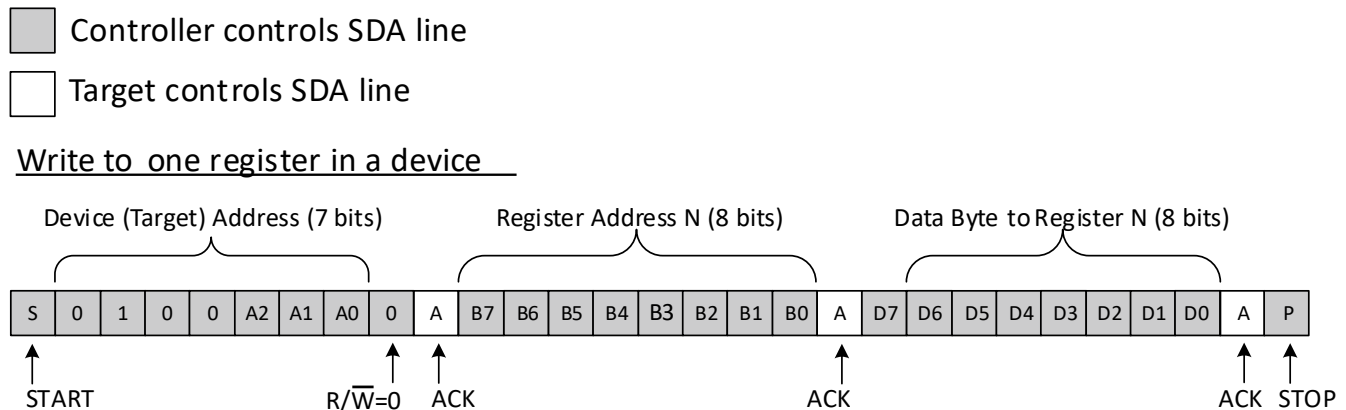 Controller controls SDA line
Target controls SDA line
Write to one register in a device
Device (Target) Address (7 bits) Register Address N (8 bits) Data Byte to Register N (8 bits)
S 0 1 0 0 A2 A1 A0 0 A B7 B6 B5 B4 B3 B2 B1 B0 A D7 D6 D5 D4 D3 D2 D1 D0 A P
START R/W̅=0 ACK ACK ACK STOP